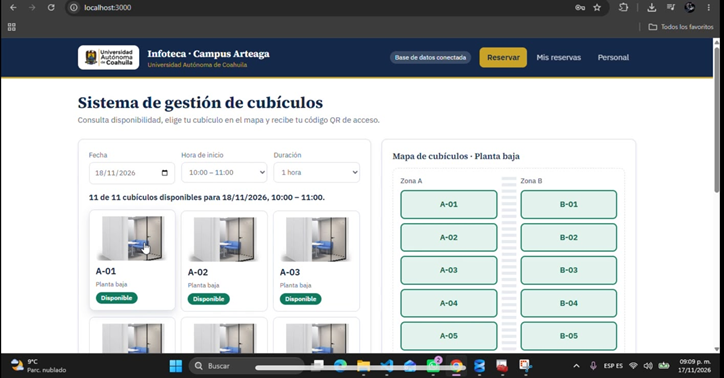 localhost:3000
Todos los favoritos
Universidad
Autónoma
de Coahuila
Infoteca · Campus Arteaga
Universidad Autónoma de Coahuila
Base de datos conectada
Reservar
Mis reservas
Personal
Sistema de gestión de cubículos
Consulta disponibilidad, elige tu cubículo en el mapa y recibe tu código QR de acceso.
Fecha
Hora de inicio
Duración
18/11/2026
10:00 – 11:00
1 hora
11 de 11 cubículos disponibles para 18/11/2026, 10:00 – 11:00.
A-01
Planta baja
Disponible
A-02
Planta baja
Disponible
A-03
Planta baja
Disponible
Mapa de cubículos · Planta baja
Zona A
Zona B
A-01
B-01
A-02
B-02
A-03
B-03
A-04
B-04
A-05
B-05
9°C
Parc. nublado
Buscar
2
ESP ES
09:09 p. m.
17/11/2026